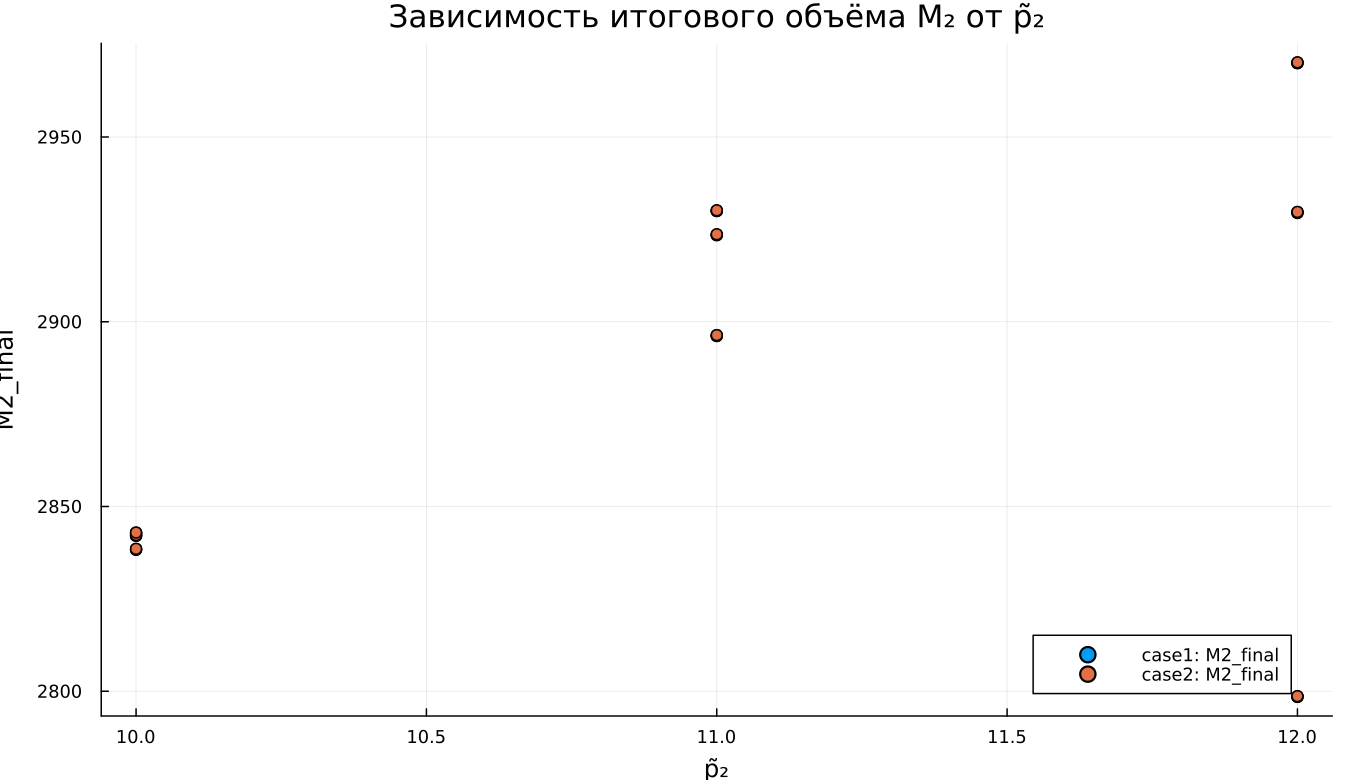 Зависимость итогового объёма M₂ от p̃₂
M2_final
2950
2900
2850
2800
case1: M2_final
case2: M2_final
10.0 10.5 11.0 11.5 12.0
p̃₂